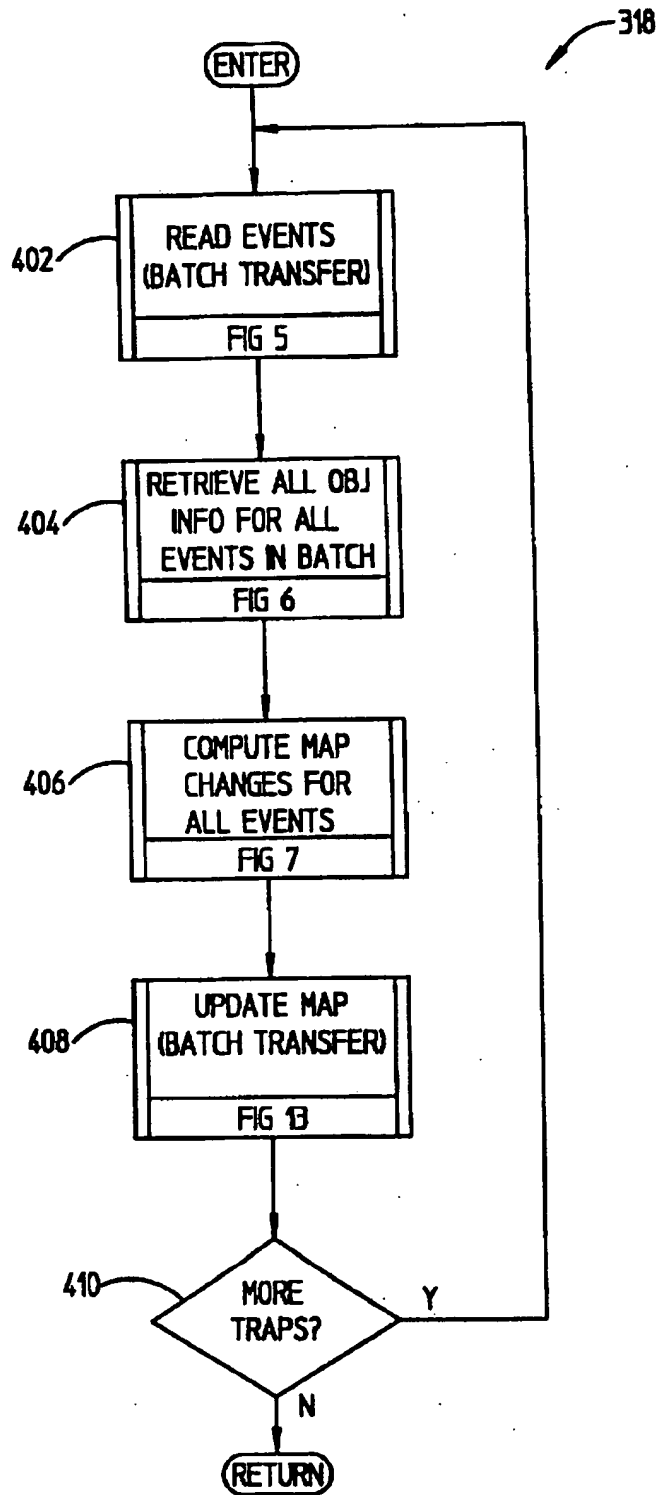 318
ENTER
402
READ EVENTS
(BATCH TRANSFER)
FIG 5
404
RETRIEVE ALL OBJ
INFO FOR ALL
EVENTS IN BATCH
FIG 6
406
COMPUTE MAP
CHANGES FOR
ALL EVENTS
FIG 7
408
UPDATE MAP
(BATCH TRANSFER)
FIG 13
410
MORE
TRAPS?
Y
N
RETURN